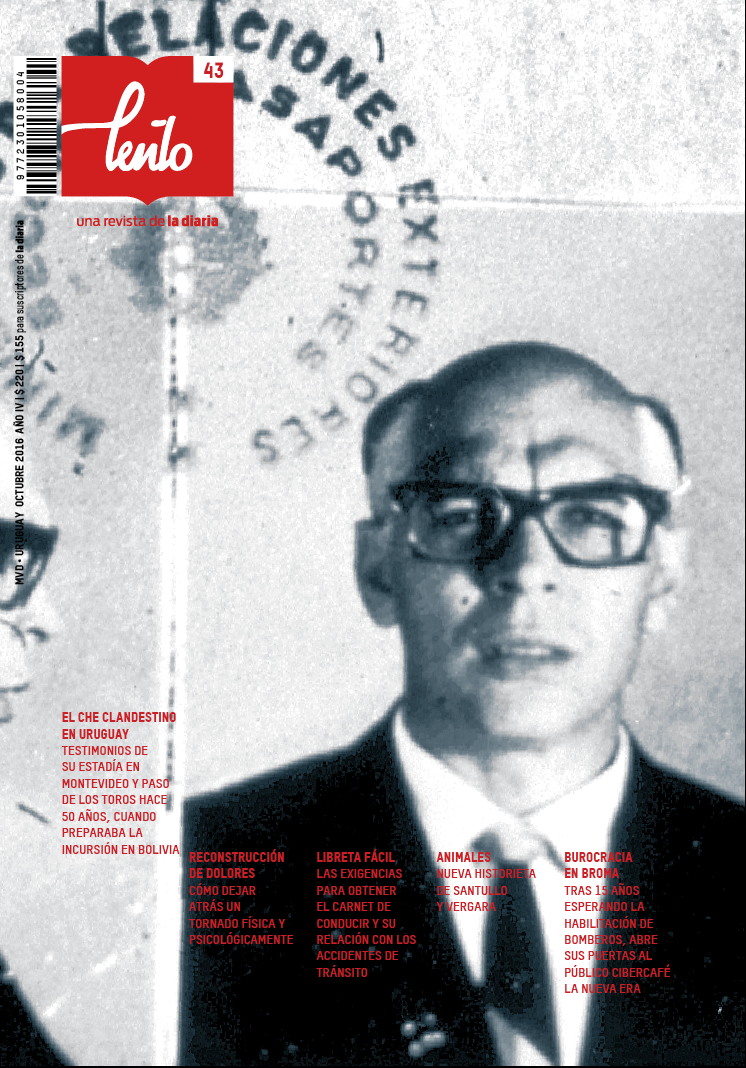 RELACIONES EXTERIORES
PASAPORTES
MIN
43
lento
una revista de la diaria
9772301058004
MVD • URUGUAY OCTUBRE 2016 AÑO IV | $ 220 | $ 155 para suscriptores de la diaria
EL CHE CLANDESTINO
EN URUGUAY
TESTIMONIOS DE
SU ESTADÍA EN
MONTEVIDEO Y PASO
DE LOS TOROS HACE
50 AÑOS, CUANDO
PREPARABA LA
INCURSIÓN EN BOLIVIA
RECONSTRUCCIÓN
DE DOLORES
CÓMO DEJAR
ATRÁS UN
TORNADO FÍSICA Y
PSICOLÓGICAMENTE
LIBRETA FÁCIL
LAS EXIGENCIAS
PARA OBTENER
EL CARNET DE
CONDUCIR Y SU
RELACIÓN CON LOS
ACCIDENTES DE
TRÁNSITO
ANIMALES
NUEVA HISTORIETA
DE SANTULLO
Y VERGARA
BUROCRACIA
EN BROMA
TRAS 15 AÑOS
ESPERANDO LA
HABILITACIÓN DE
BOMBEROS, ABRE
SUS PUERTAS AL
PÚBLICO CIBERCAFÉ
LA NUEVA ERA